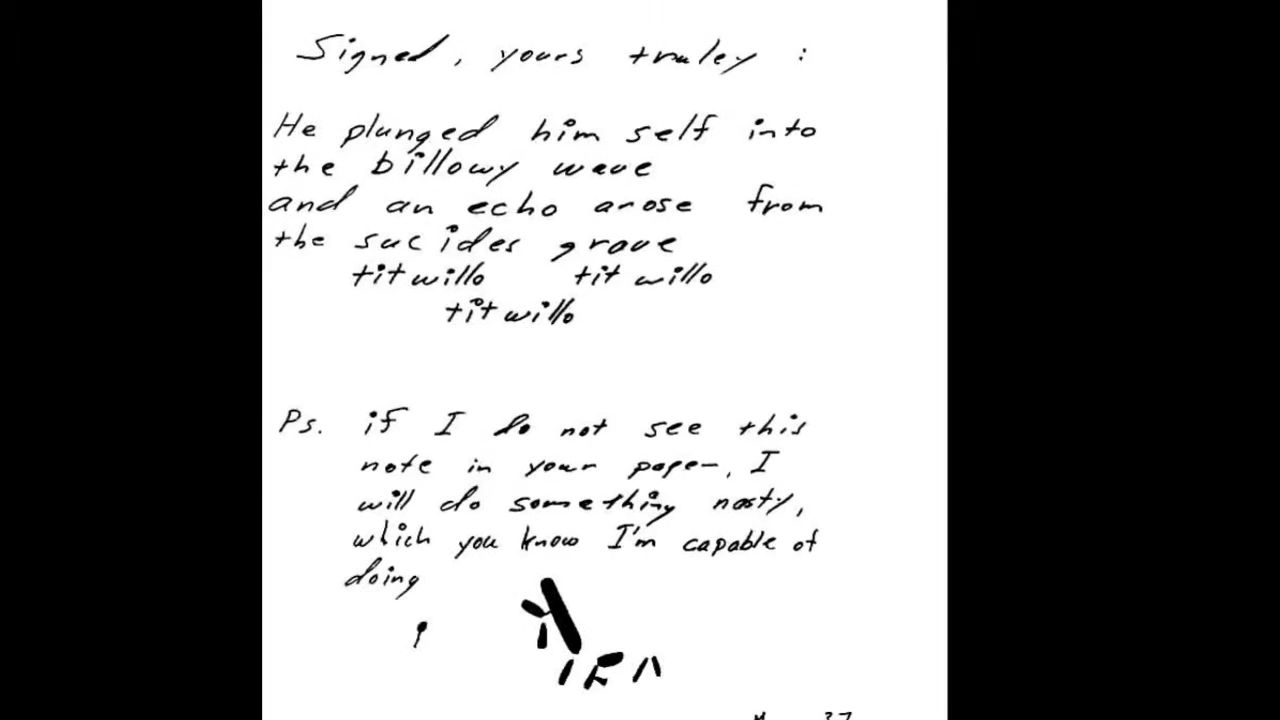 Signed, yours truley :
He plunged him self into
the billowy wave
and an echo arose from
the sucides grave
titwillo tit willo
titwillo
Ps. if I do not see this
note in your paper, I
will do something nasty,
which you know I'm capable of
doing